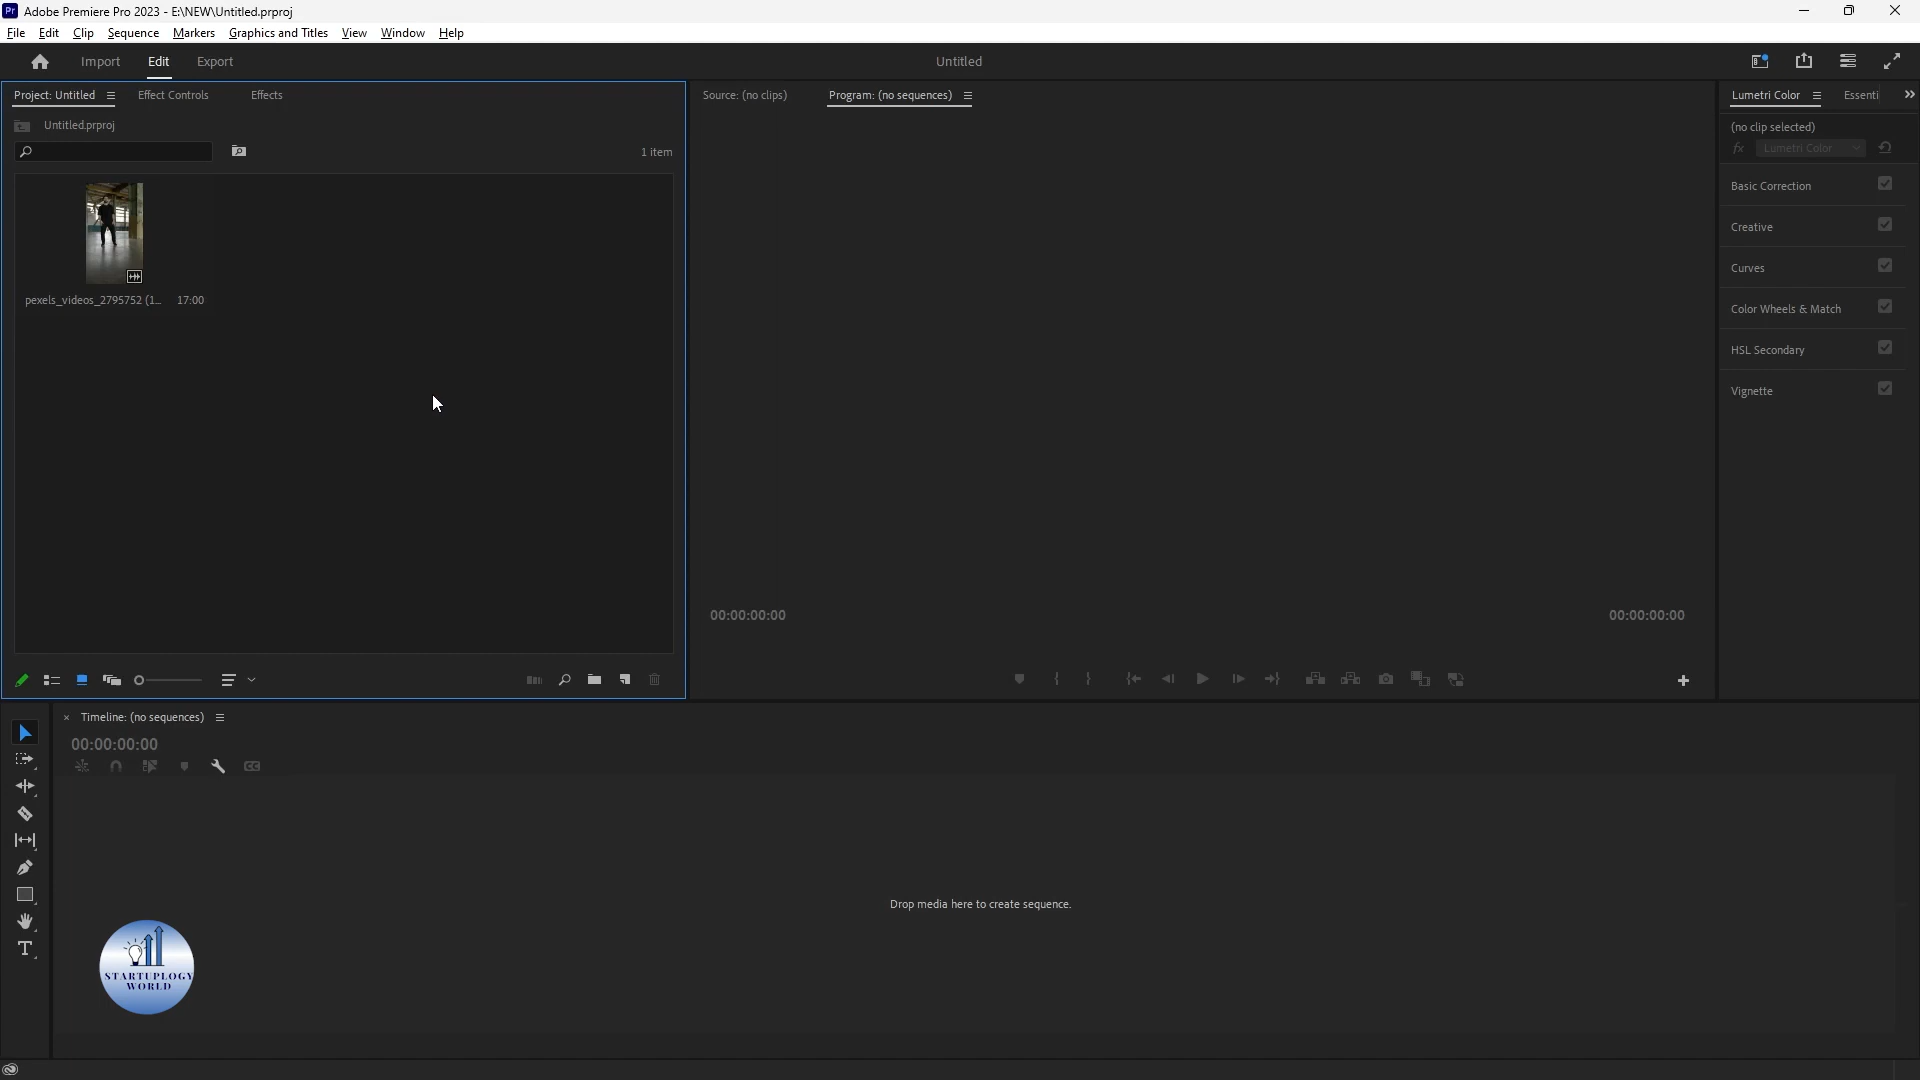 Pr Adobe Premiere Pro 2023 - E:\NEW\Untitled.prproj
File Edit Clip Sequence Markers Graphics and Titles View Window Help
Import Edit Export Untitled
Project: Untitled Effect Controls Effects
Source: (no clips) Program: (no sequences)
Lumetri Color Essenti
Untitled.prproj
1 item
pexels_videos_2795752 (1... 17:00
00:00:00:00 00:00:00:00
(no clip selected)
fx Lumetri Color
Basic Correction
Creative
Curves
Color Wheels & Match
HSL Secondary
Vignette
× Timeline: (no sequences)
00:00:00:00
CC
Drop media here to create sequence.
T
STARTUPLOGY
WORLD